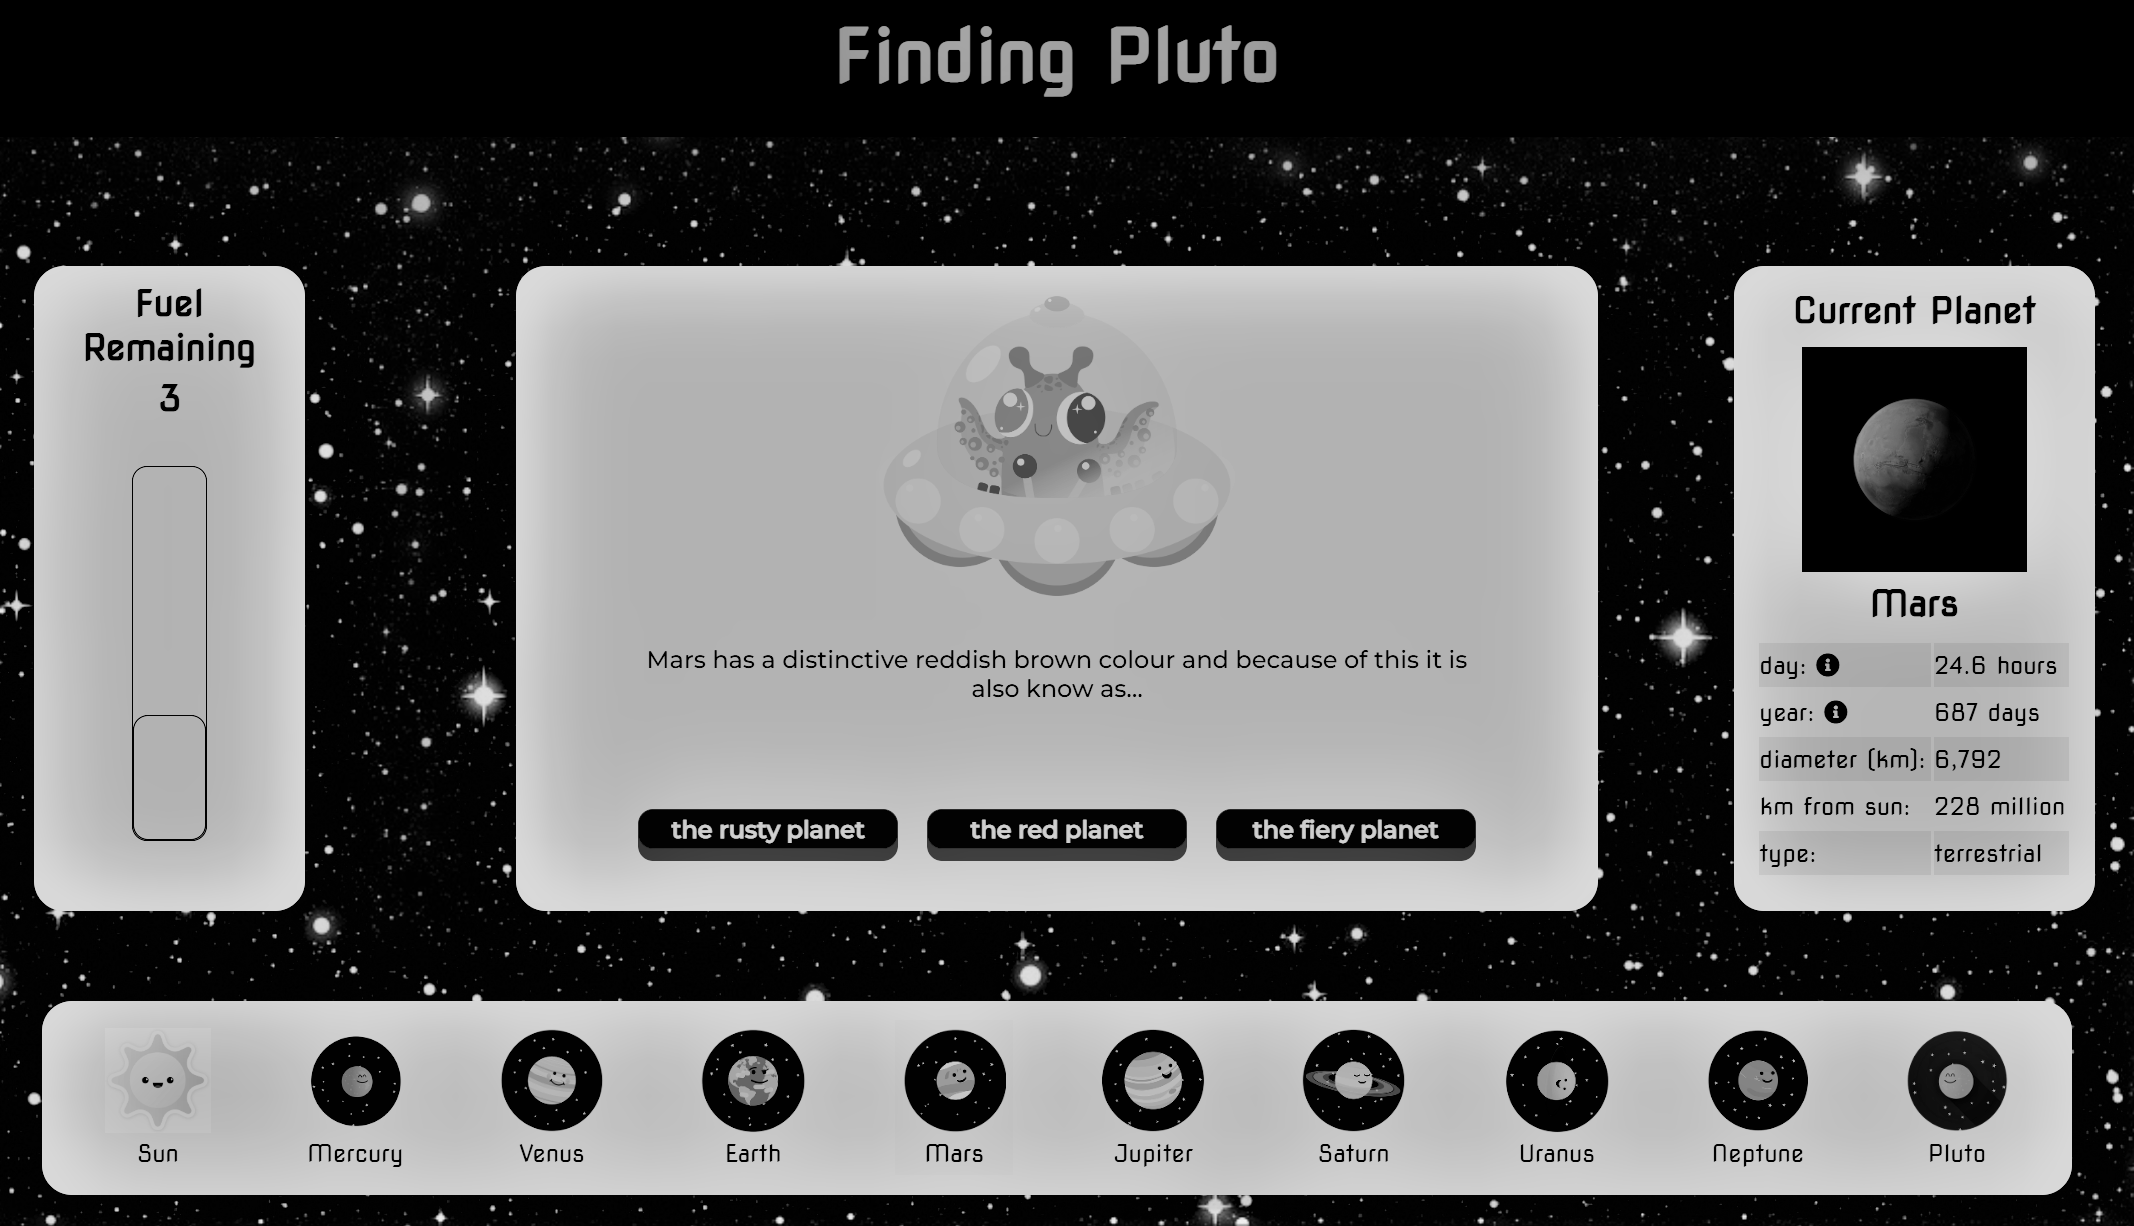 Finding Pluto
Fuel
Remaining
3
Mars has a distinctive reddish brown colour and because of this it is
also know as...
the rusty planet
the red planet
the fiery planet
Current Planet
Mars
day: 24.6 hours
year: 687 days
diameter (km): 6,792
km from sun: 228 million
type: terrestrial
Sun
Mercury
Venus
Earth
Mars
Jupiter
Saturn
Uranus
Neptune
Pluto